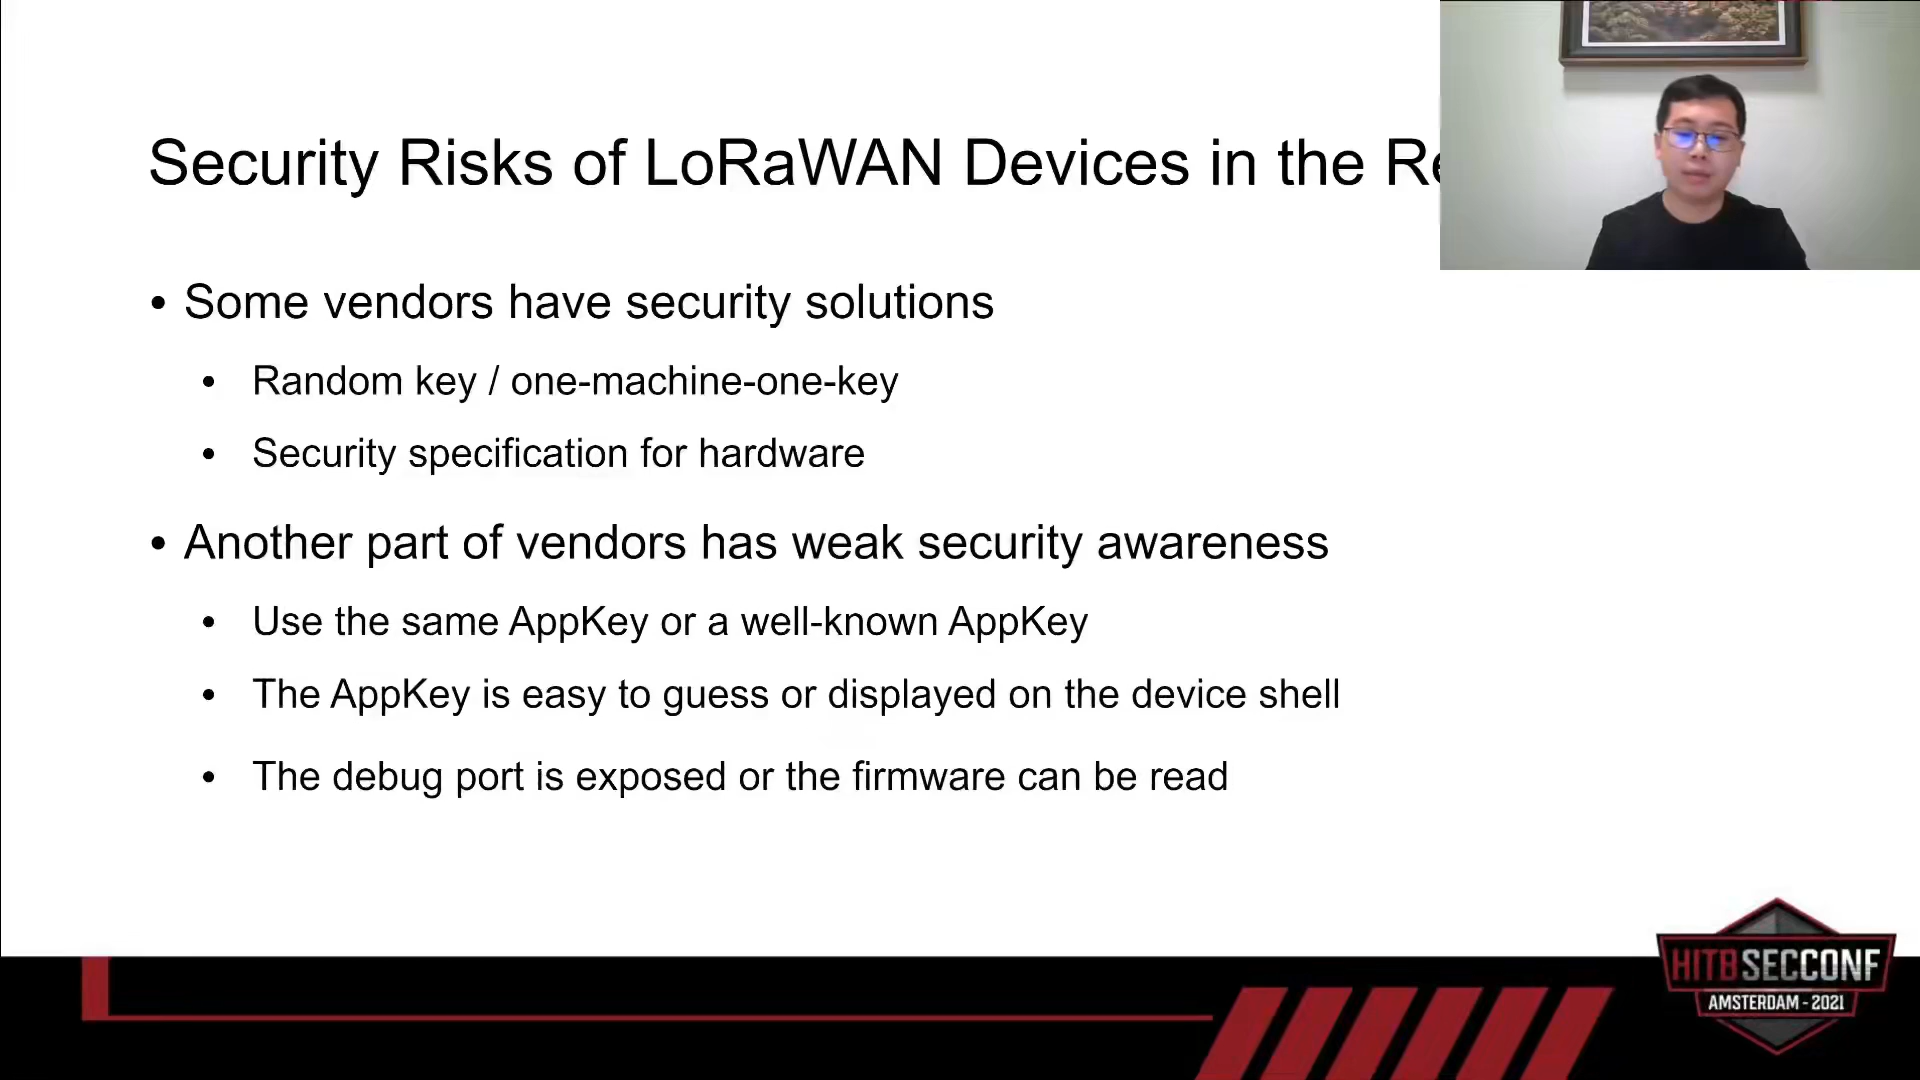 Security Risks of LoRaWAN Devices in the
• Some vendors have security solutions
• Random key / one-machine-one-key
• Security specification for hardware
• Another part of vendors has weak security awareness
• Use the same AppKey or a well-known AppKey
• The AppKey is easy to guess or displayed on the device shell
• The debug port is exposed or the firmware can be read
HITBSECCONF
AMSTERDAM - 2021